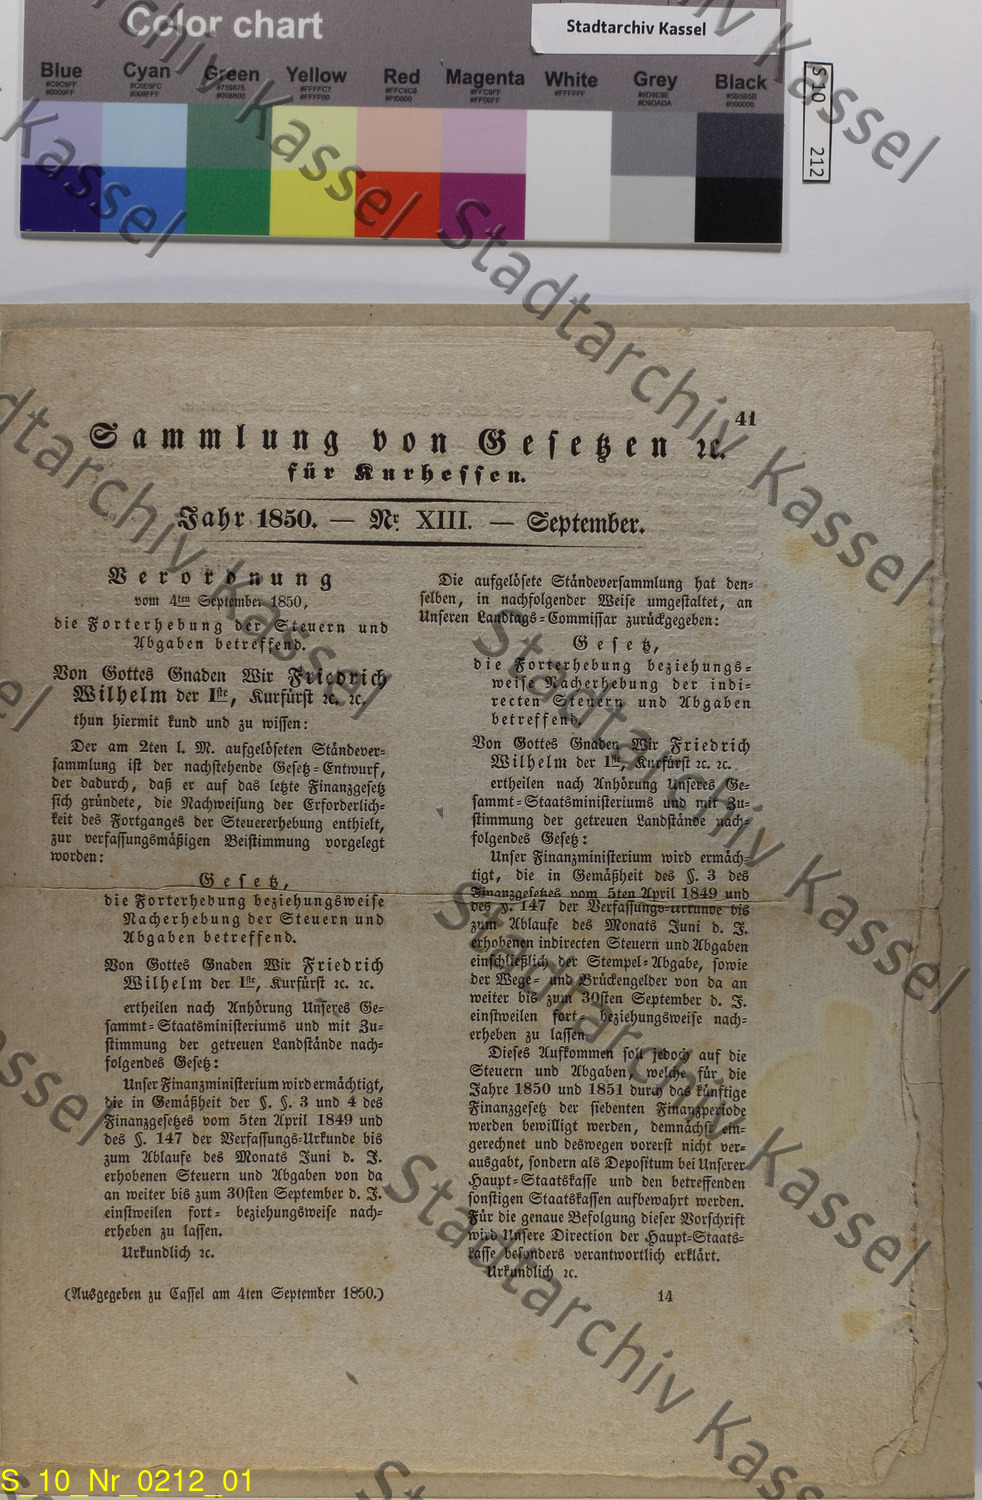 Color chart
Stadtarchiv Kassel
Blue Cyan Green Yellow Red Magenta White Grey Black
S 10 212
41
Sammlung von Gesetzen ꝛc.
für Kurhessen.
Jahr 1850. — Nr. XIII. — September.
Verordnung
vom 4ten September 1850,
die Forterhebung der Steuern und
Abgaben betreffend.
Von Gottes Gnaden Wir Friedrich
Wilhelm der Iste, Kurfürst ꝛc. ꝛc.
thun hiermit kund und zu wissen:
Der am 2ten l. M. aufgelöseten Ständever-
sammlung ist der nachstehende Gesetz-Entwurf,
der dadurch, daß er auf das letzte Finanzgesetz
sich gründete, die Nachweisung der Erforderlich-
keit des Fortganges der Steuererhebung enthielt,
zur verfassungsmäßigen Beistimmung vorgelegt
worden:
Gesetz,
die Forterhebung beziehungsweise
Nacherhebung der Steuern und
Abgaben betreffend.
Von Gottes Gnaden Wir Friedrich
Wilhelm der Iste, Kurfürst ꝛc. ꝛc.
ertheilen nach Anhörung Unseres Ge-
sammt-Staatsministeriums und mit Zu-
stimmung der getreuen Landstände nach-
folgendes Gesetz:
Unser Finanzministerium wird ermächtigt,
die in Gemäßheit der §. §. 3 und 4 des
Finanzgesetzes vom 5ten April 1849 und
des §. 147 der Verfassungs-Urkunde bis
zum Ablaufe des Monats Juni d. J.
erhobenen Steuern und Abgaben von da
an weiter bis zum 30sten September d. J.
einstweilen fort- beziehungsweise nach-
erheben zu lassen.
Urkundlich ꝛc.
(Ausgegeben zu Cassel am 4ten September 1850.)
Die aufgelösete Ständeversammlung hat den-
selben, in nachfolgender Weise umgestaltet, an
Unseren Landtags-Commissar zurückgegeben:
Gesetz,
die Forterhebung beziehungs-
weise Nacherhebung der indi-
recten Steuern und Abgaben
betreffend.
Von Gottes Gnaden Wir Friedrich
Wilhelm der Iste, Kurfürst ꝛc. ꝛc.
ertheilen nach Anhörung Unseres Ge-
sammt-Staatsministeriums und mit Zu-
stimmung der getreuen Landstände nach-
folgendes Gesetz:
Unser Finanzministerium wird ermäch-
tigt, die in Gemäßheit des §. 3 des
Finanzgesetzes vom 5ten April 1849 und
des §. 147 der Verfassungs-Urkunde bis
zum Ablaufe des Monats Juni d. J.
erhobenen indirecten Steuern und Abgaben
einschließlich der Stempel-Abgabe, sowie
der Wege- und Brückengelder von da an
weiter bis zum 30sten September d. J.
einstweilen fort- beziehungsweise nach-
erheben zu lassen.
Dieses Aufkommen soll jedoch auf die
Steuern und Abgaben, welche für die
Jahre 1850 und 1851 durch das künftige
Finanzgesetz der siebenten Finanzperiode
werden bewilligt werden, demnächst ein-
gerechnet und deswegen vorerst nicht ver-
ausgabt, sondern als Depositum bei Unserer
Haupt-Staatskasse und den betreffenden
sonstigen Staatskassen aufbewahrt werden.
Für die genaue Befolgung dieser Vorschrift
wird Unsere Direction der Haupt-Staats-
kasse besonders verantwortlich erklärt.
Urkundlich ꝛc.
14
S_10_Nr_0212_01